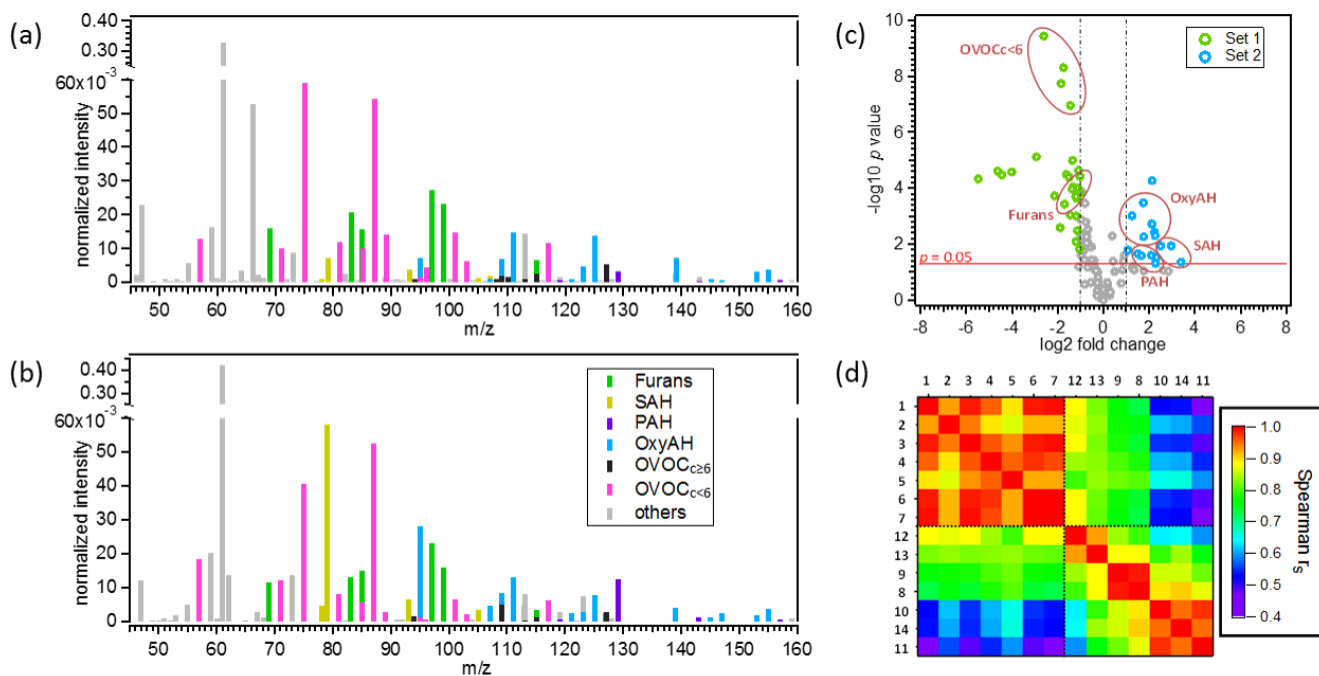 (a)
0.40
0.30
60x10⁻³
50
40
30
20
10
0
normalized intensity
50 60 70 80 90 100 110 120 130 140 150 160
m/z
(b)
0.40
0.30
60x10⁻³
50
40
30
20
10
0
normalized intensity
Furans
SAH
PAH
OxyAH
OVOCc≥6
OVOCc<6
others
50 60 70 80 90 100 110 120 130 140 150 160
m/z
(c)
10
8
6
4
2
0
-log10 p value
OVOCc<6
Set 1
Set 2
Furans
OxyAH
SAH
PAH
p = 0.05
-8 -6 -4 -2 0 2 4 6 8
log2 fold change
(d)
1 2 3 4 5 6 7 12 13 9 8 10 14 11
1
2
3
4
5
6
7
12
13
9
8
10
14
11
1.0
0.9
0.8
0.7
0.6
0.5
0.4
Spearman rₛ